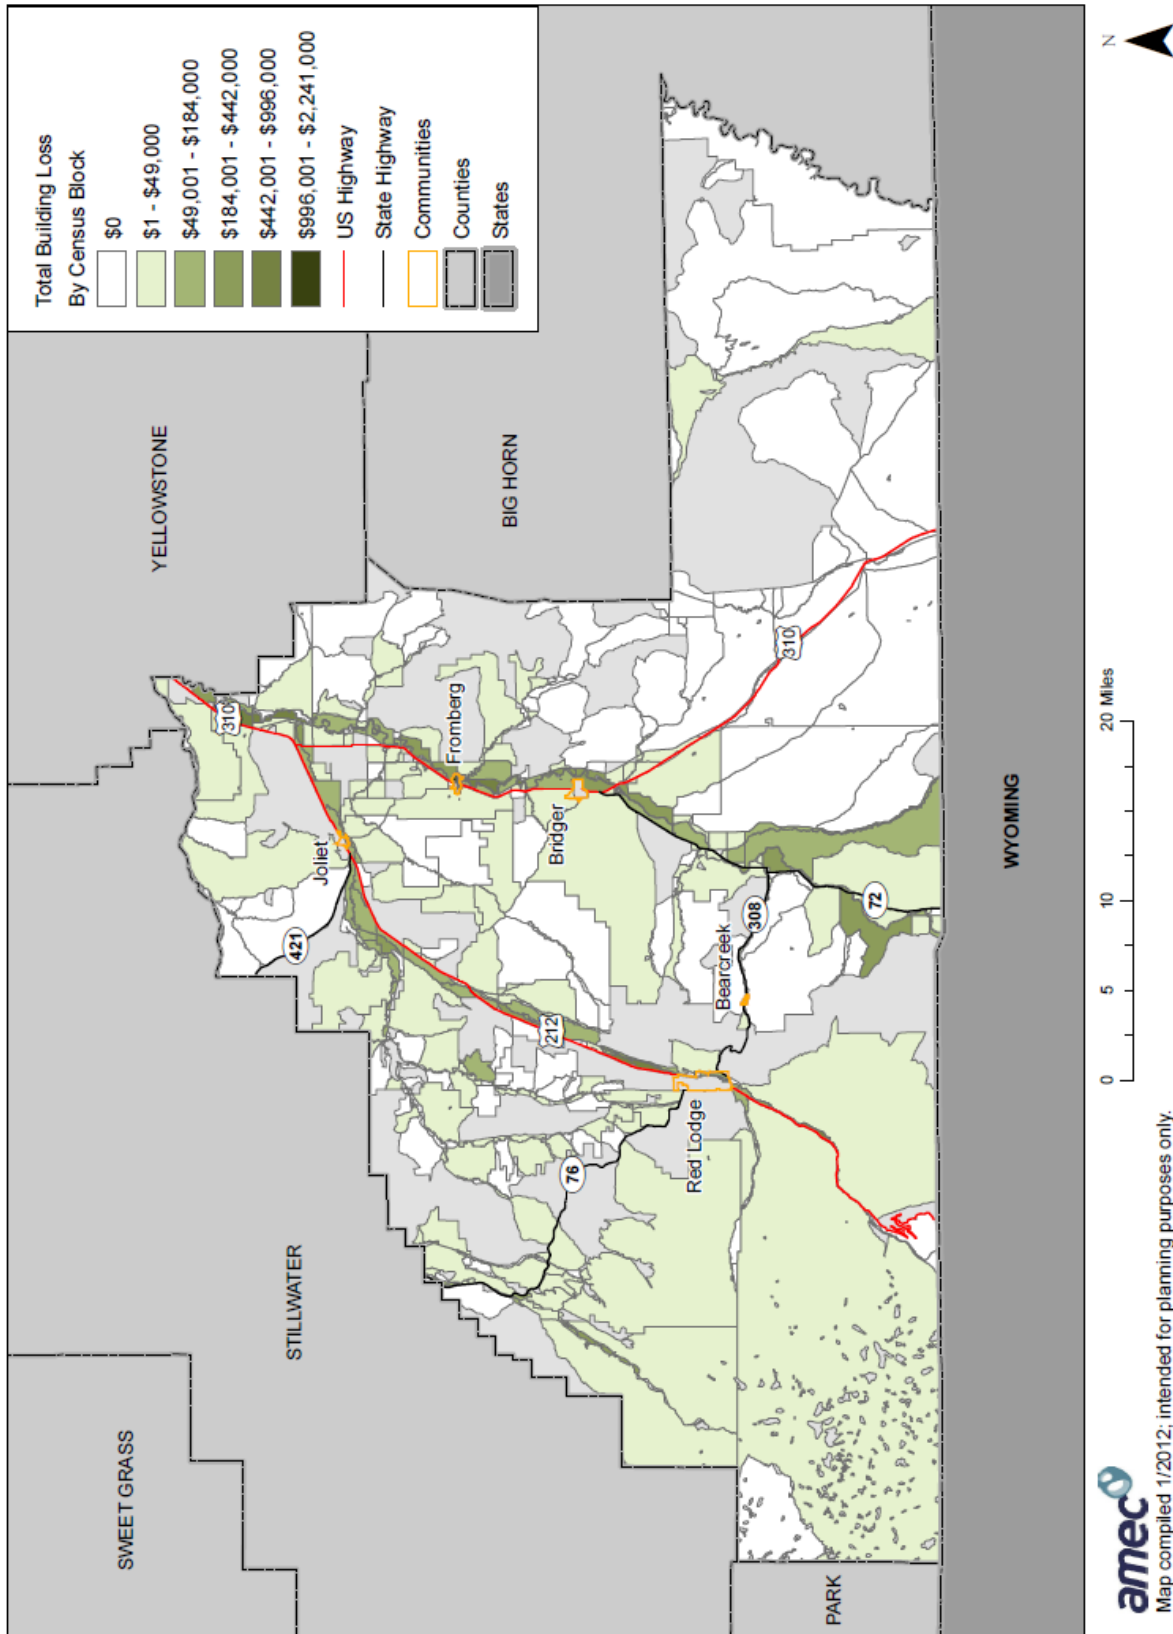 Total Building Loss
By Census Block
$0
$1 - $49,000
$49,001 - $184,000
$184,001 - $442,000
$442,001 - $996,000
$996,001 - $2,241,000
US Highway
State Highway
Communities
Counties
States
SWEET GRASS
STILLWATER
YELLOWSTONE
BIG HORN
PARK
WYOMING
421
Joliet
310
Fromberg
Bridger
212
76
Red Lodge
Bearcreek
308
72
310
0 5 10 20 Miles
N
amec
Map compiled 1/2012; intended for planning purposes only.